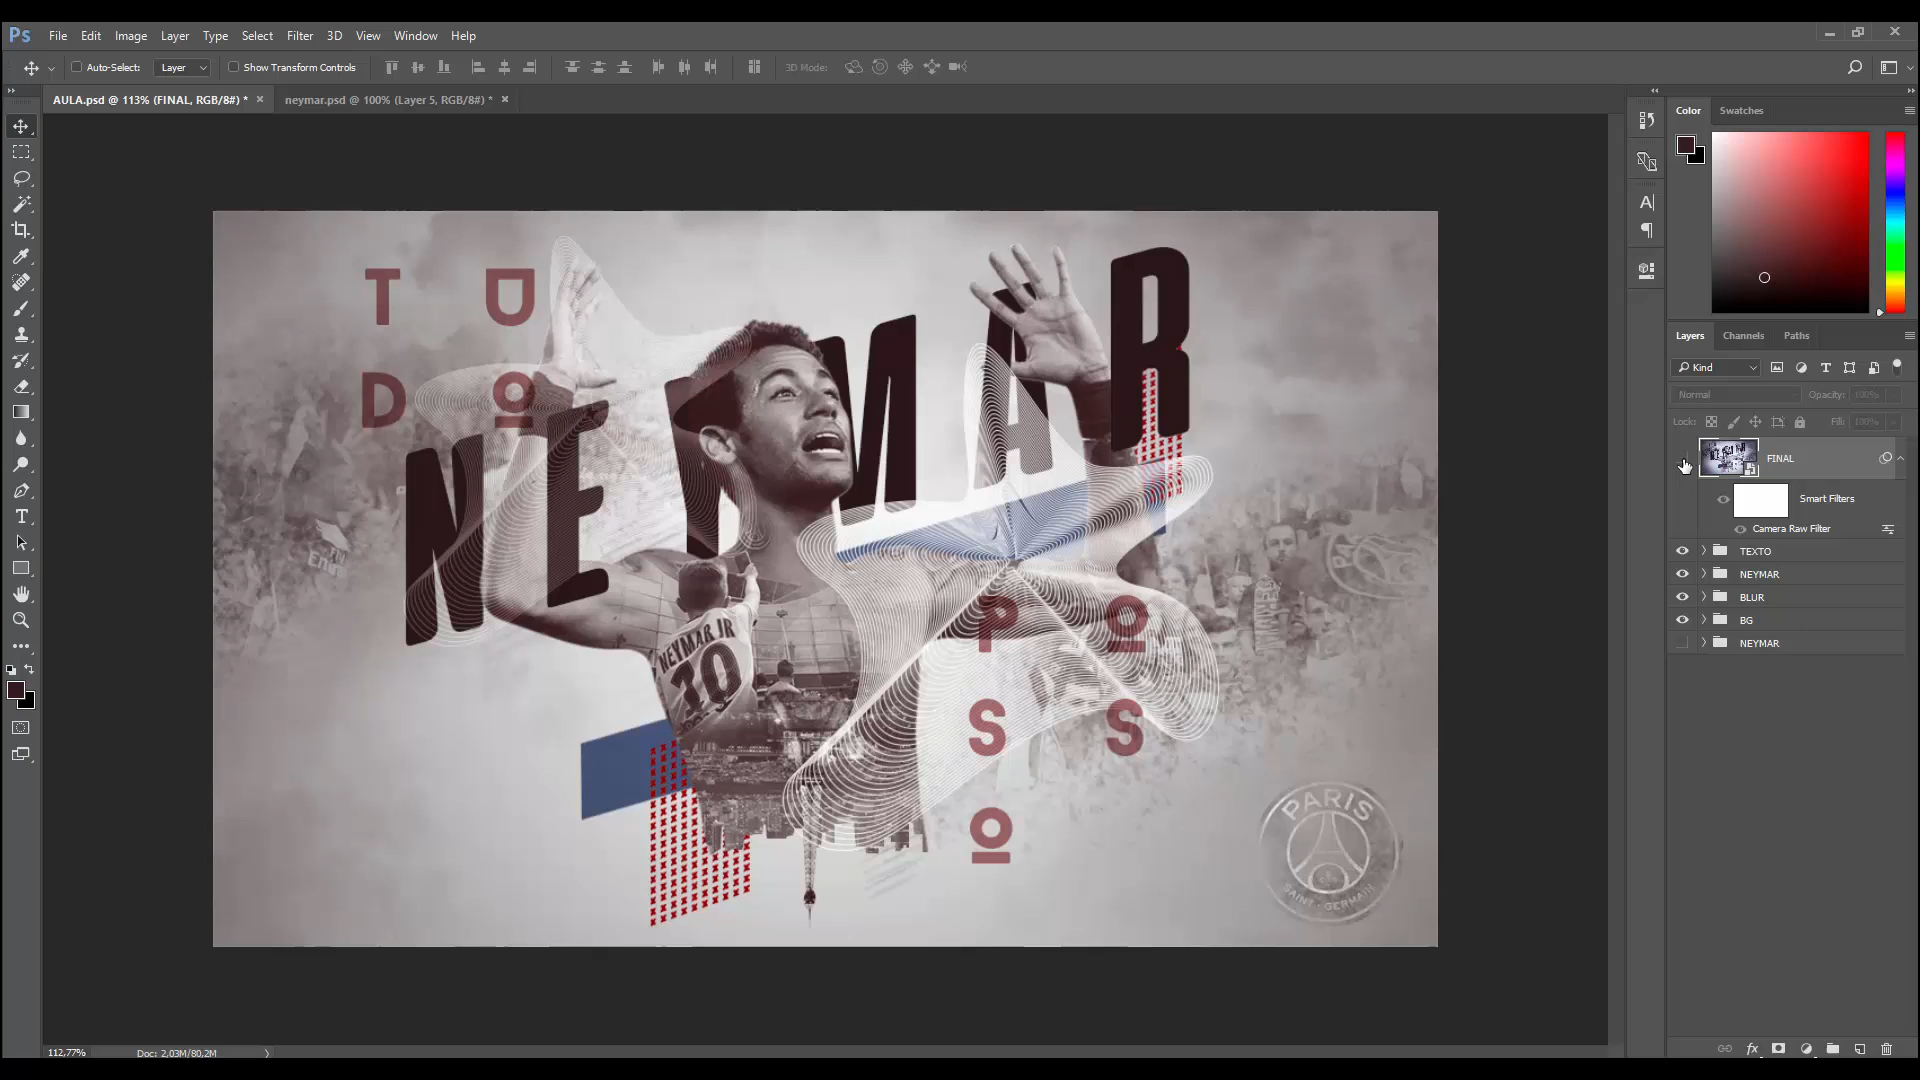 Ps File Edit Image Layer Type Select Filter 3D View Window Help
Auto-Select: Layer Show Transform Controls 3D Mode:
AULA.psd @ 113% (FINAL, RGB/8#) * neymar.psd @ 100% (Layer 5, RGB/8#) *
Color Swatches
T U
D O
NEYMAR
NEYMAR JR
10
P O
S S
O
PARIS
SAINT-GERMAIN
Layers Channels Paths
Kind
Normal Opacity: 100%
Lock: Fill: 100%
FINAL
Smart Filters
Camera Raw Filter
TEXTO
NEYMAR
BLUR
BG
NEYMAR
112,77% Doc: 2,03M/80,2M
fx